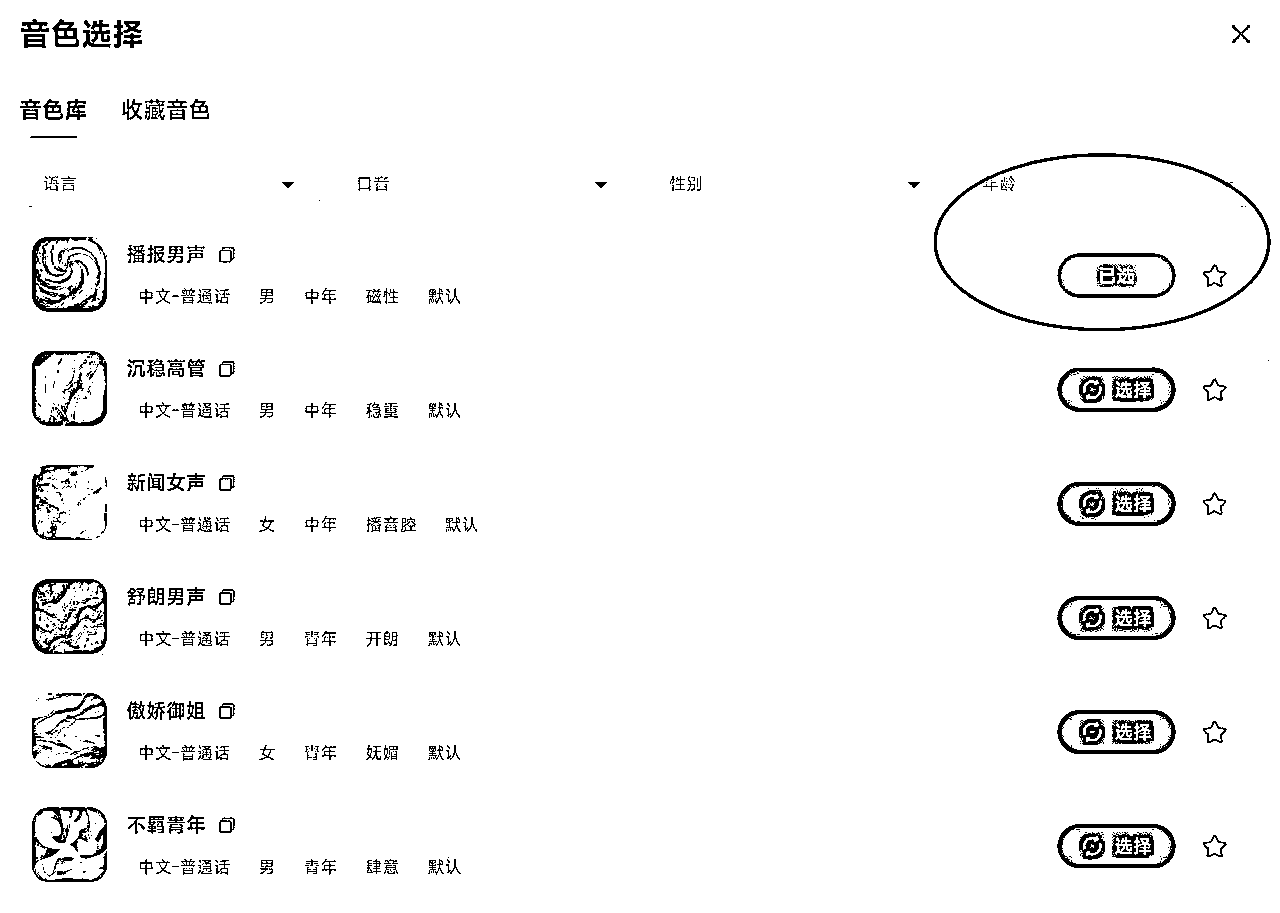 音色选择
音色库 收藏音色
语言 口音 性别 年龄
播报男声
中文-普通话 男 中年 磁性 默认
已选
沉稳高管
中文-普通话 男 中年 稳重 默认
选择
新闻女声
中文-普通话 女 中年 播音腔 默认
选择
舒朗男声
中文-普通话 男 青年 开朗 默认
选择
傲娇御姐
中文-普通话 女 青年 妩媚 默认
选择
不羁青年
中文-普通话 男 青年 肆意 默认
选择